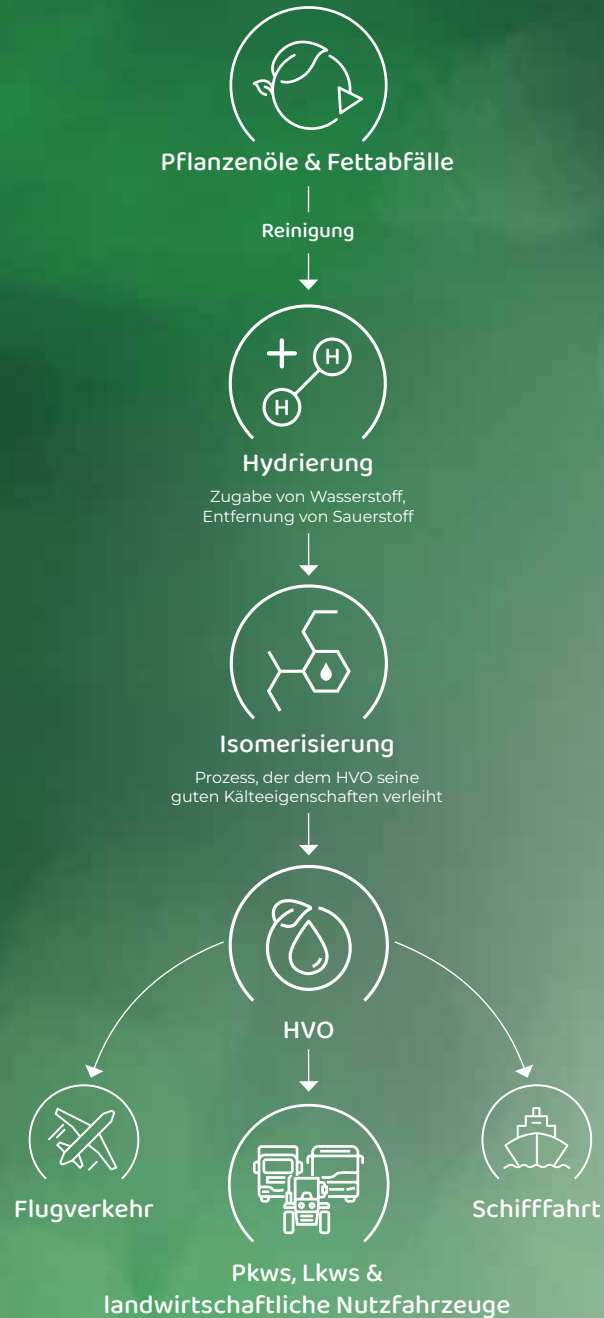 Pflanzenöle & Fettabfälle
Reinigung
+ H
H
Hydrierung
Zugabe von Wasserstoff,
Entfernung von Sauerstoff
Isomerisierung
Prozess, der dem HVO seine
guten Kälteeigenschaften verleiht
HVO
Flugverkehr
Schifffahrt
Pkws, Lkws &
landwirtschaftliche Nutzfahrzeuge